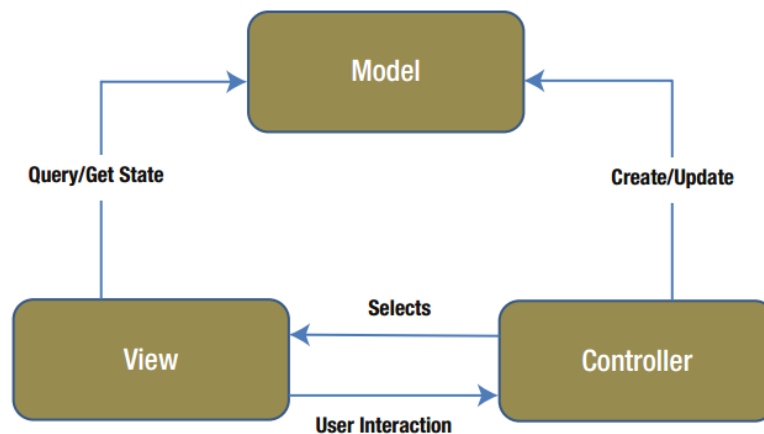 Model
Query/Get State
Create/Update
Selects
View
Controller
User Interaction